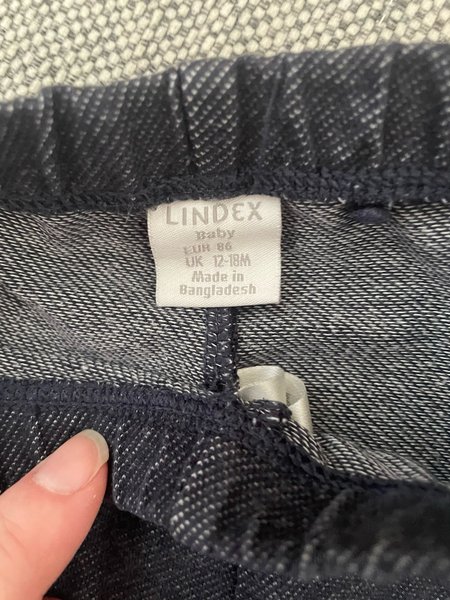 LINDEX
Baby
EUR 86
UK 12-18M
Made in
Bangladesh